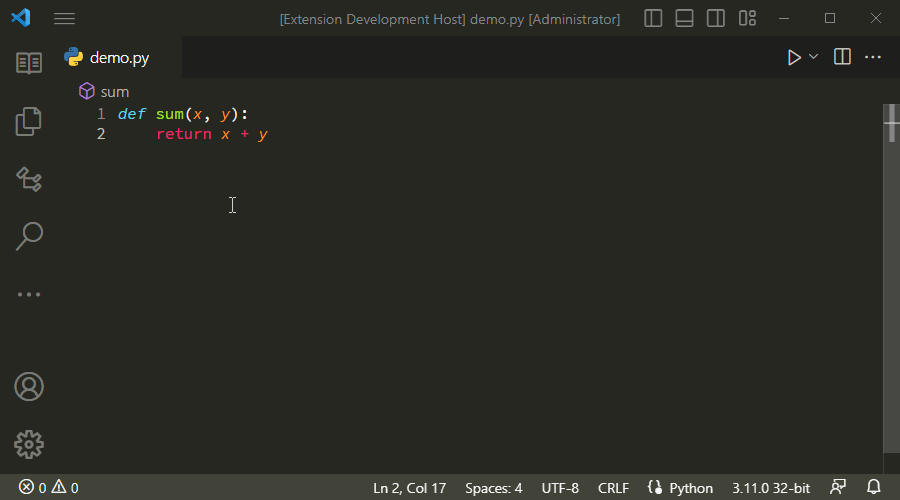 [Extension Development Host] demo.py [Administrator]
demo.py
sum
1 def sum(x, y):
2     return x + y
0 0 Ln 2, Col 17 Spaces: 4 UTF-8 CRLF Python 3.11.0 32-bit